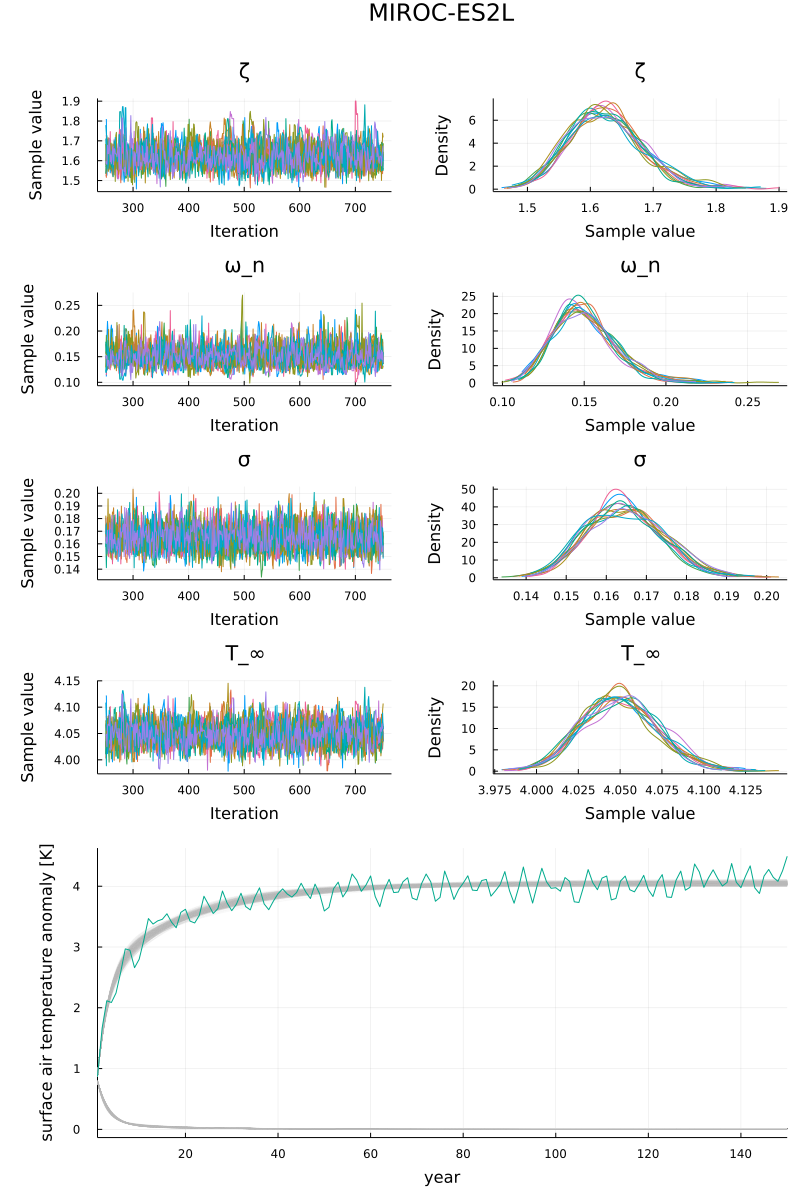 MIROC-ES2L
ζ
ζ
Sample value
1.9
1.8
1.7
1.6
1.5
300 400 500 600 700
Iteration
Density
6
4
2
0
1.5 1.6 1.7 1.8 1.9
Sample value
ω_n
ω_n
Sample value
0.25
0.20
0.15
0.10
300 400 500 600 700
Iteration
Density
25
20
15
10
5
0
0.10 0.15 0.20 0.25
Sample value
σ
σ
Sample value
0.20
0.19
0.18
0.17
0.16
0.15
0.14
300 400 500 600 700
Iteration
Density
50
40
30
20
10
0
0.14 0.15 0.16 0.17 0.18 0.19 0.20
Sample value
T_∞
T_∞
Sample value
4.15
4.10
4.05
4.00
300 400 500 600 700
Iteration
Density
20
15
10
5
0
3.975 4.000 4.025 4.050 4.075 4.100 4.125
Sample value
surface air temperature anomaly [K]
4
3
2
1
0
20 40 60 80 100 120 140
year